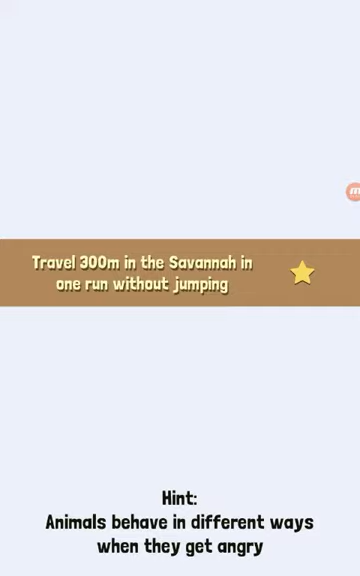 Travel 300m in the Savannah in
one run without jumping
Hint:
Animals behave in different ways
when they get angry